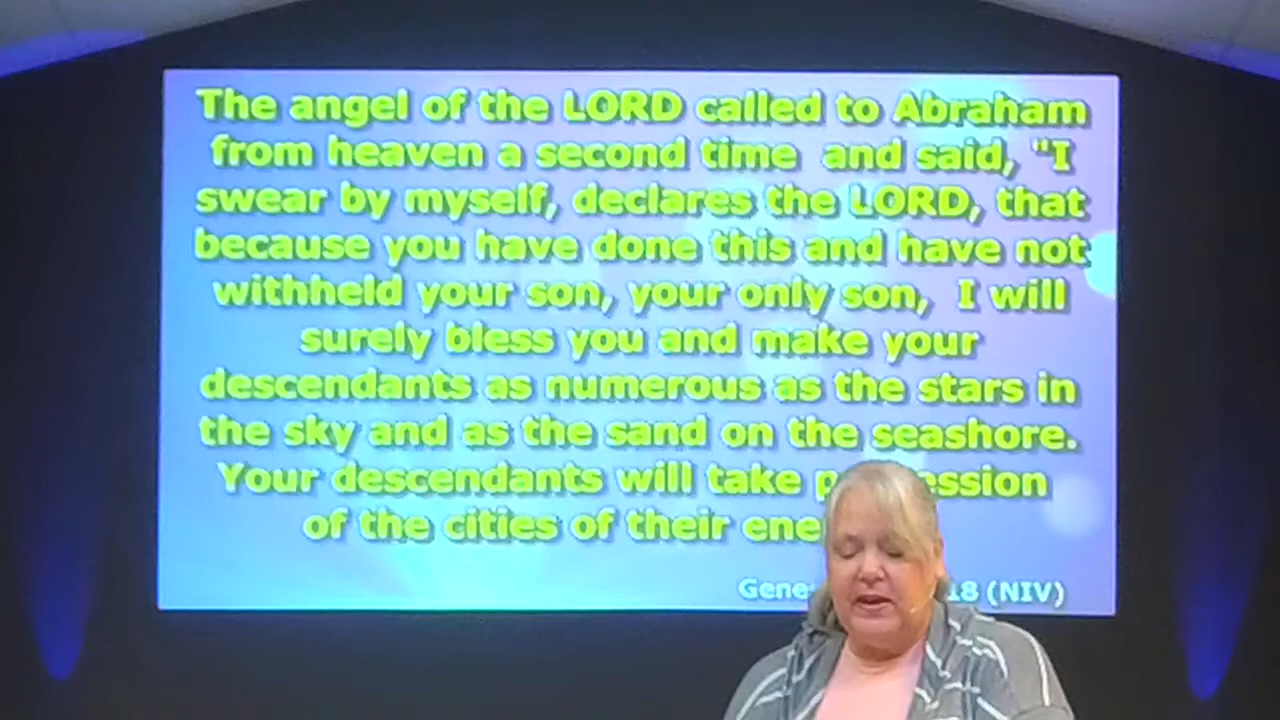 The angel of the LORD called to Abraham
from heaven a second time and said, "I
swear by myself, declares the LORD, that
because you have done this and have not
withheld your son, your only son, I will
surely bless you and make your
descendants as numerous as the stars in
the sky and as the sand on the seashore.
Your descendants will take
of the cities of their
18 (NIV)